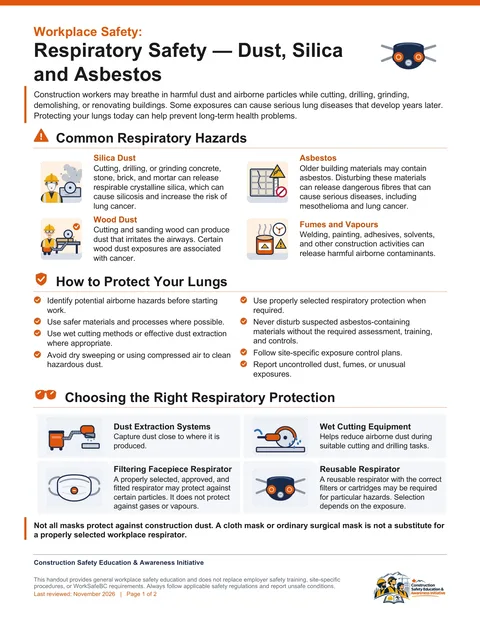 Workplace Safety:
Respiratory Safety — Dust, Silica
and Asbestos
Construction workers may breathe in harmful dust and airborne particles while cutting, drilling, grinding,
demolishing, or renovating buildings. Some exposures can cause serious lung diseases that develop years later.
Protecting your lungs today can help prevent long-term health problems.
Common Respiratory Hazards
Silica Dust
Cutting, drilling, or grinding concrete,
stone, brick, and mortar can release
respirable crystalline silica, which can
cause silicosis and increase the risk of
lung cancer.
Asbestos
Older building materials may contain
asbestos. Disturbing these materials
can release dangerous fibres that can
cause serious diseases, including
mesothelioma and lung cancer.
Wood Dust
Cutting and sanding wood can produce
dust that irritates the airways. Certain
wood dust exposures are associated
with cancer.
Fumes and Vapours
Welding, painting, adhesives, solvents,
and other construction activities can
release harmful airborne contaminants.
How to Protect Your Lungs
Identify potential airborne hazards before starting
work.
Use safer materials and processes where possible.
Use wet cutting methods or effective dust extraction
where appropriate.
Avoid dry sweeping or using compressed air to clean
hazardous dust.
Use properly selected respiratory protection when
required.
Never disturb suspected asbestos-containing
materials without the required assessment, training,
and controls.
Follow site-specific exposure control plans.
Report uncontrolled dust, fumes, or unusual
exposures.
Choosing the Right Respiratory Protection
Dust Extraction Systems
Capture dust close to where it is
produced.
Wet Cutting Equipment
Helps reduce airborne dust during
suitable cutting and drilling tasks.
Filtering Facepiece Respirator
A properly selected, approved, and
fitted respirator may protect against
certain particles. It does not protect
against gases or vapours.
Reusable Respirator
A reusable respirator with the correct
filters or cartridges may be required
for particular hazards. Selection
depends on the exposure.
Not all masks protect against construction dust. A cloth mask or ordinary surgical mask is not a substitute for
a properly selected workplace respirator.
Construction Safety Education & Awareness Initiative
This handout provides general workplace safety education and does not replace employer safety training, site-specific
procedures, or WorkSafeBC requirements. Always follow applicable safety regulations and report unsafe conditions.
Last reviewed: November 2026 | Page 1 of 2
Construction
Safety Education &
Awareness Initiative